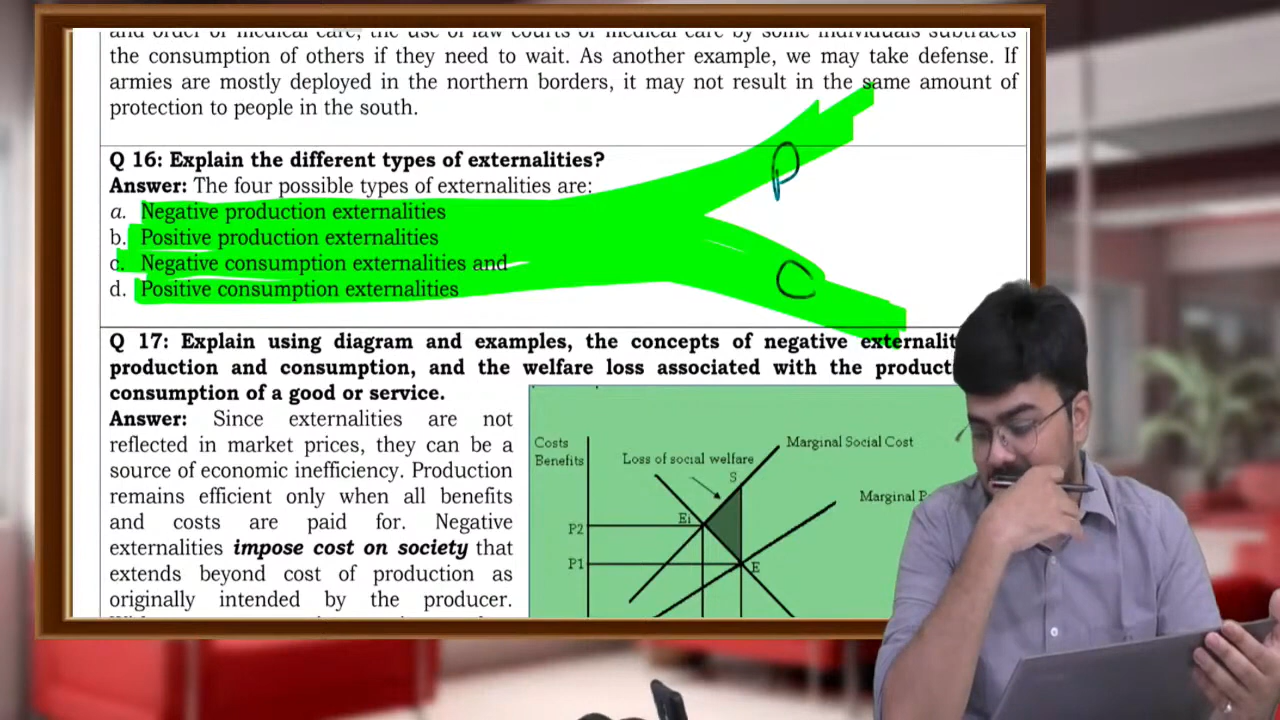 and order or medical care, the use of law courts or medical care by some individuals subtracts
the consumption of others if they need to wait. As another example, we may take defense. If
armies are mostly deployed in the northern borders, it may not result in the same amount of
protection to people in the south.
Q 16: Explain the different types of externalities?
Answer: The four possible types of externalities are:
a. Negative production externalities
b. Positive production externalities
c. Negative consumption externalities and
d. Positive consumption externalities
P
C
Q 17: Explain using diagram and examples, the concepts of negative
production and consumption, and the welfare loss associated with the
consumption of a good or service.
Answer: Since externalities are not
reflected in market prices, they can be a
source of economic inefficiency. Production
remains efficient only when all benefits
and costs are paid for. Negative
externalities impose cost on society that
extends beyond cost of production as
originally intended by the producer.
Costs
Benefits
Marginal Social Cost
Loss of social welfare
S
Marginal
E1
P2
P1
E